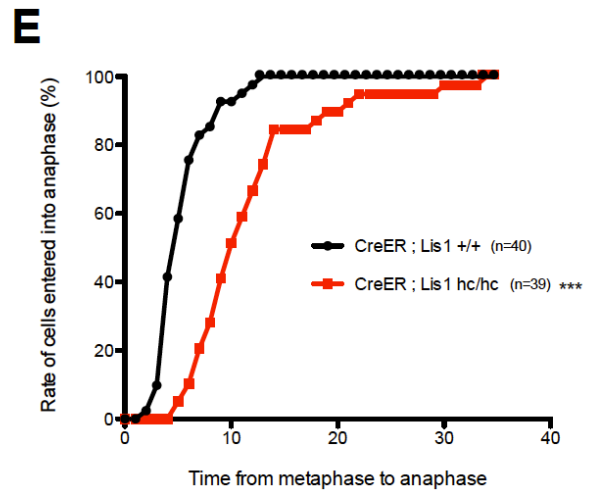 E
Rate of cells entered into anaphase (%)
100
80
60
40
20
0
CreER ; Lis1 +/+ (n=40)
CreER ; Lis1 hc/hc (n=39) ***
0 10 20 30 40
Time from metaphase to anaphase